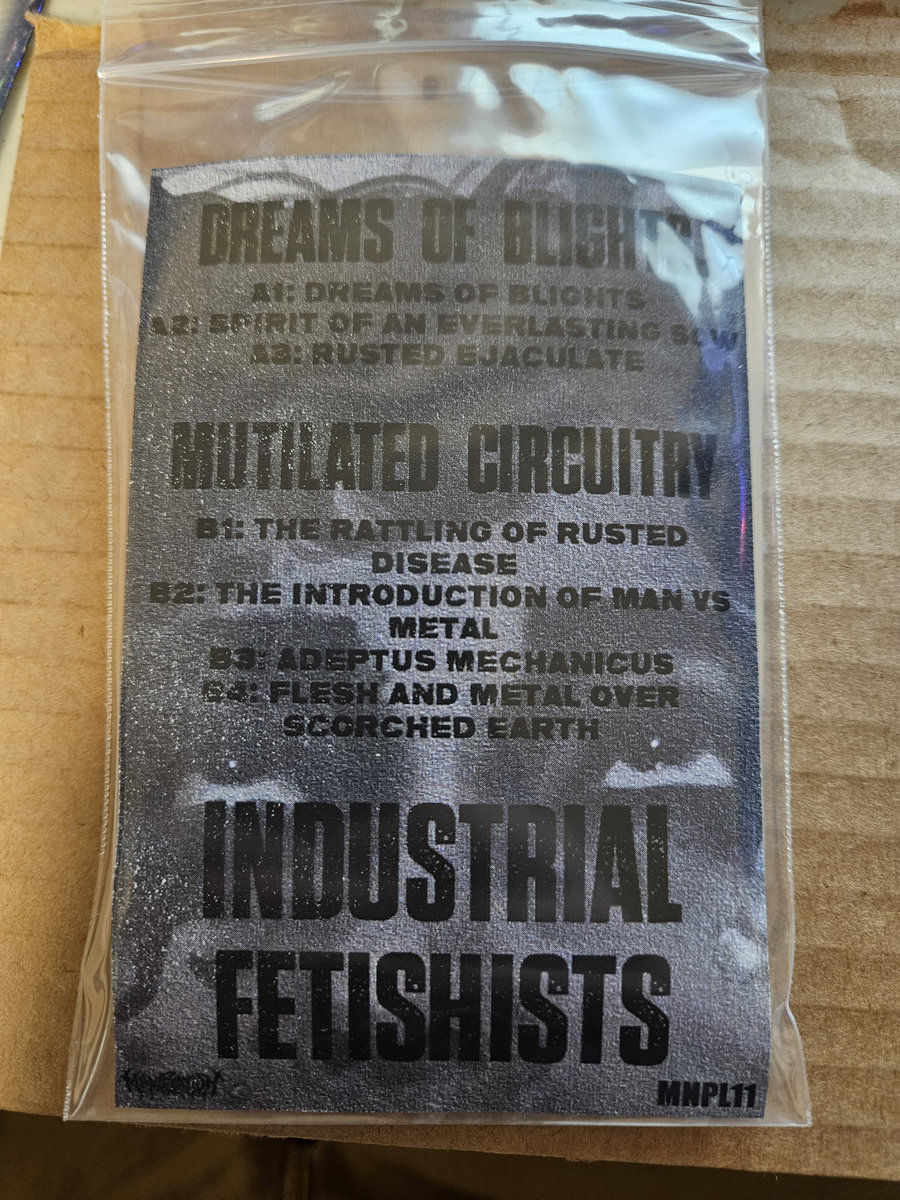 DREAMS OF BLIGHTS
A1: DREAMS OF BLIGHTS
A2: SPIRIT OF AN EVERLASTING
A3: RUSTED EJACULATE
MUTILATED CIRCUITRY
B1: THE RATTLING OF RUSTED
DISEASE
B2: THE INTRODUCTION OF MAN VS
METAL
B3: ADEPTUS MECHANICUS
B4: FLESH AND METAL OVER
SCORCHED EARTH
INDUSTRIAL
FETISHISTS
MNPL11